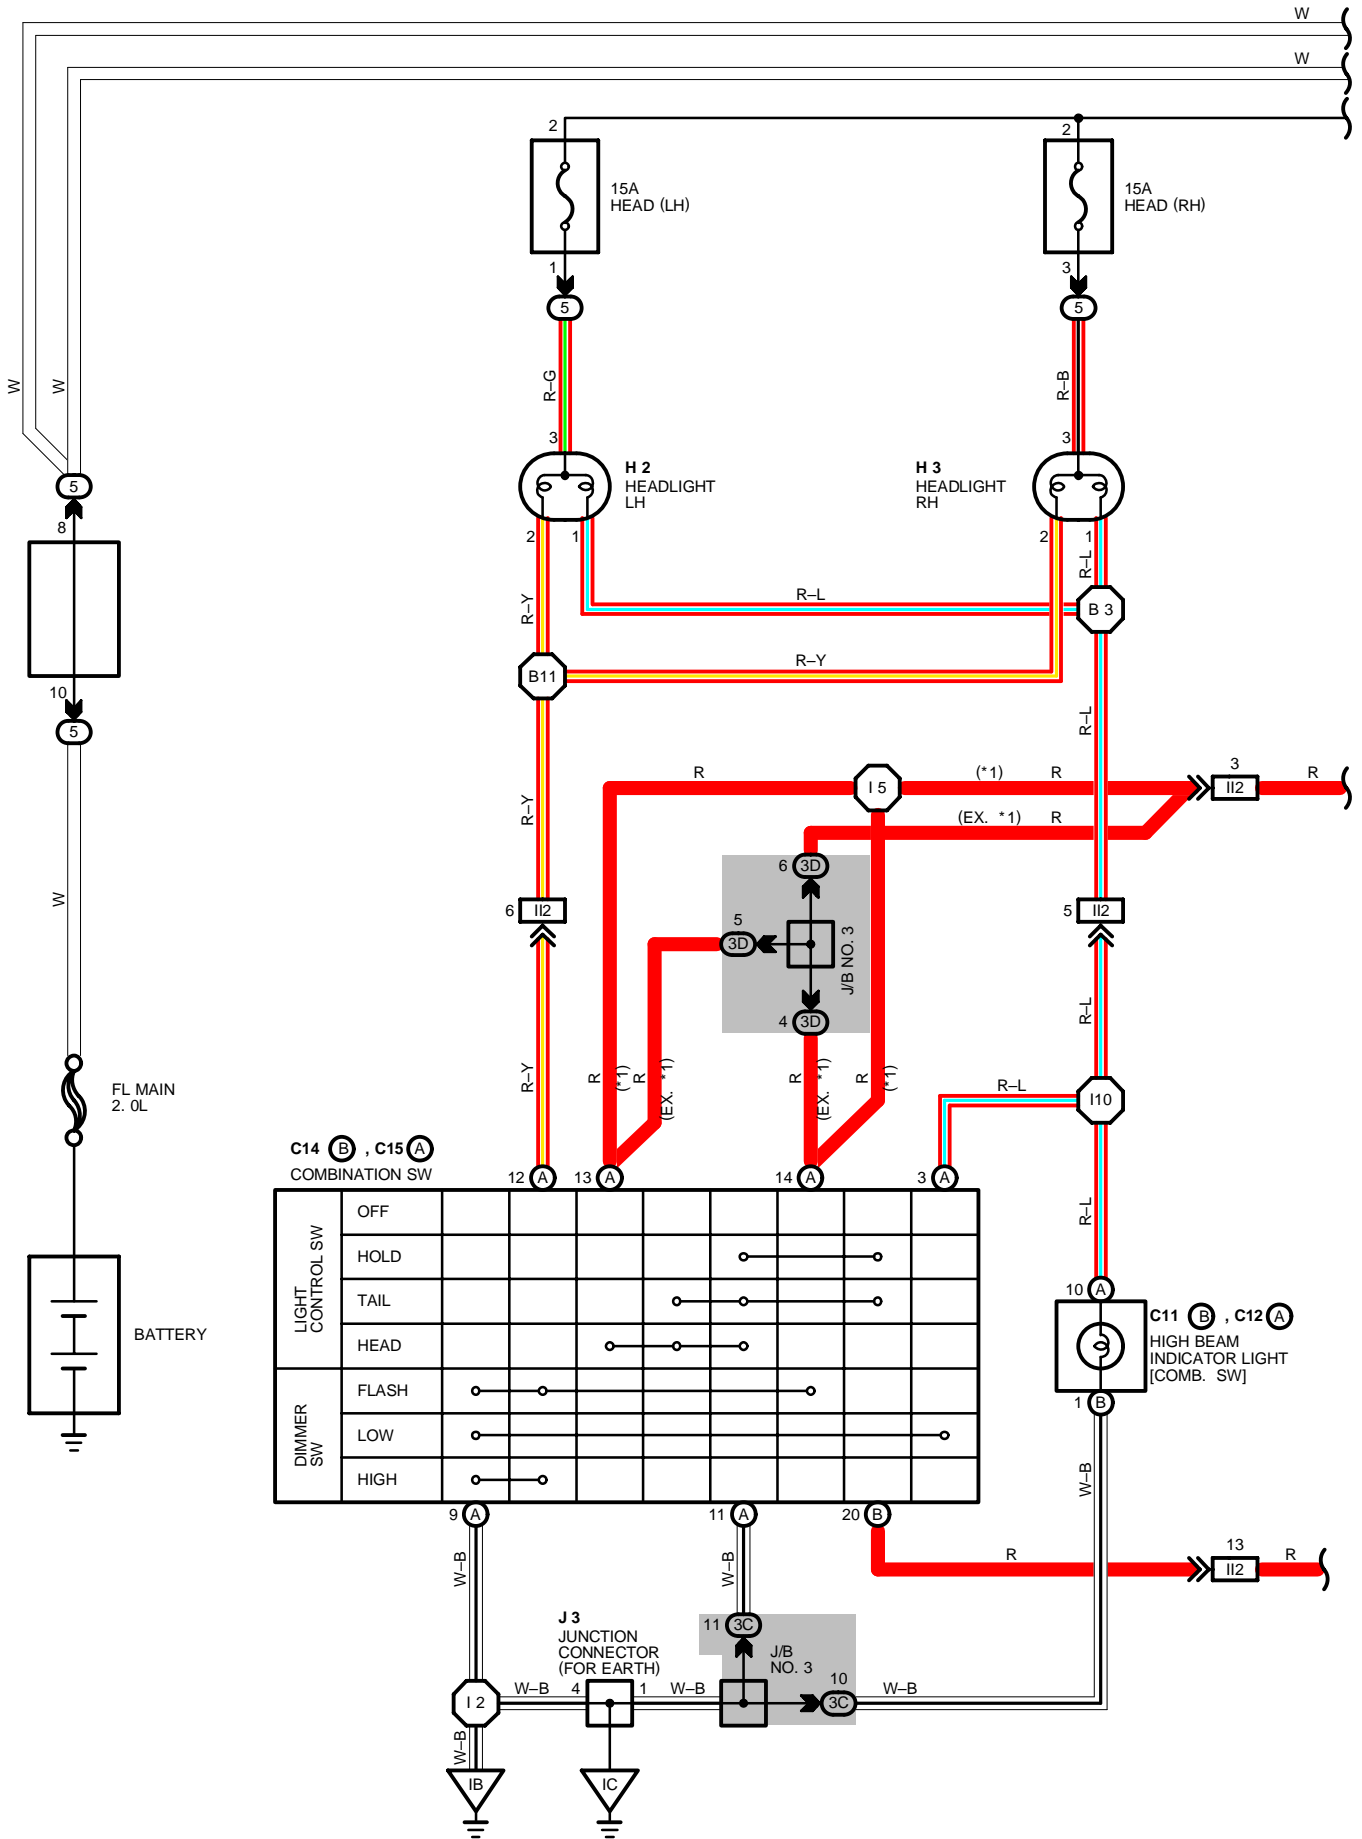 W
W
2
2
15A
HEAD (LH)
15A
HEAD (RH)
1
3
5
5
W
W
R–G
R–B
3
3
H 2
HEADLIGHT
LH
H 3
HEADLIGHT
RH
5
8
2
1
2
1
R–Y
R–L
R–L
B 3
R–Y
B11
10
5
R–L
R
I 5
(*1)
R
3
II2
R
R–Y
(EX. *1)
R
6
3D
W
6
II2
5
3D
J/B NO. 3
5
II2
4
3D
R–L
R–Y
R
(*1)
R
(EX. *1)
R
(EX. *1)
R
(*1)
R–L
I10
FL MAIN
2. 0L
C14 B , C15 A
COMBINATION SW
12 A
13 A
14 A
3 A
R–L
LIGHT
CONTROL SW
OFF
HOLD
TAIL
HEAD
DIMMER
SW
FLASH
LOW
HIGH
BATTERY
10 A
C11 B , C12 A
HIGH BEAM
INDICATOR LIGHT
[COMB. SW]
1 B
9 A
11 A
20 B
W–B
W–B
W–B
R
13
II2
R
J 3
JUNCTION
CONNECTOR
(FOR EARTH)
11 3C
J/B
NO. 3
10
3C
I 2
W–B
4
1
W–B
W–B
W–B
IB
IC